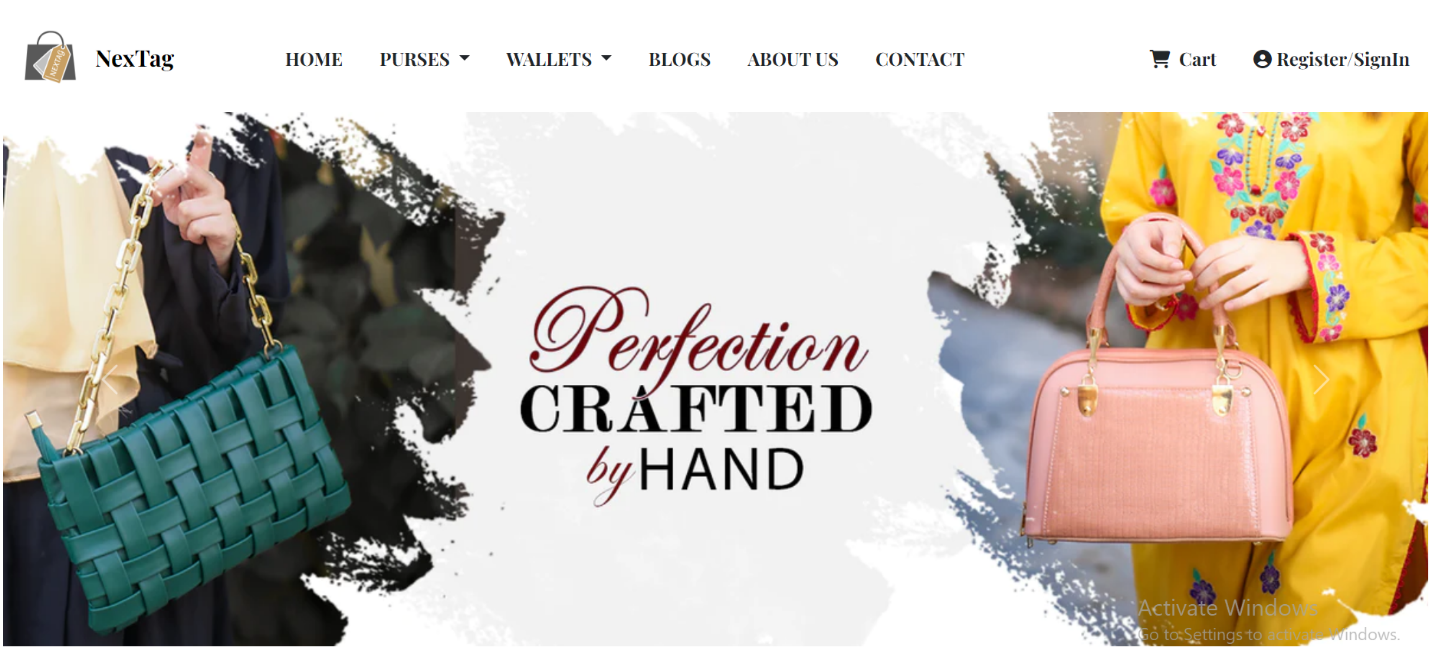 NEXTAG
NexTag
HOME
PURSES
WALLETS
BLOGS
ABOUT US
CONTACT
Cart
Register/SignIn
Perfection
CRAFTED
by HAND
Activate Windows
Go to Settings to activate Windows.